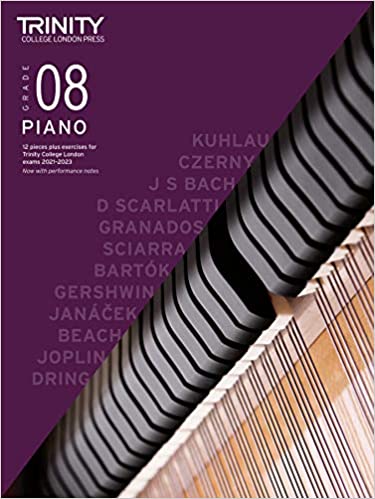 TRINITY
COLLEGE LONDON PRESS
GRADE
08
PIANO
12 pieces plus exercises for
Trinity College London
exams 2021–2023
Now with performance notes
KUHLAU
CZERNY
J S BACH
D SCARLATTI
GRANADOS
SCIARRA
BARTÓK
GERSHWIN
JANÁČEK
BEACH
JOPLIN
DRING